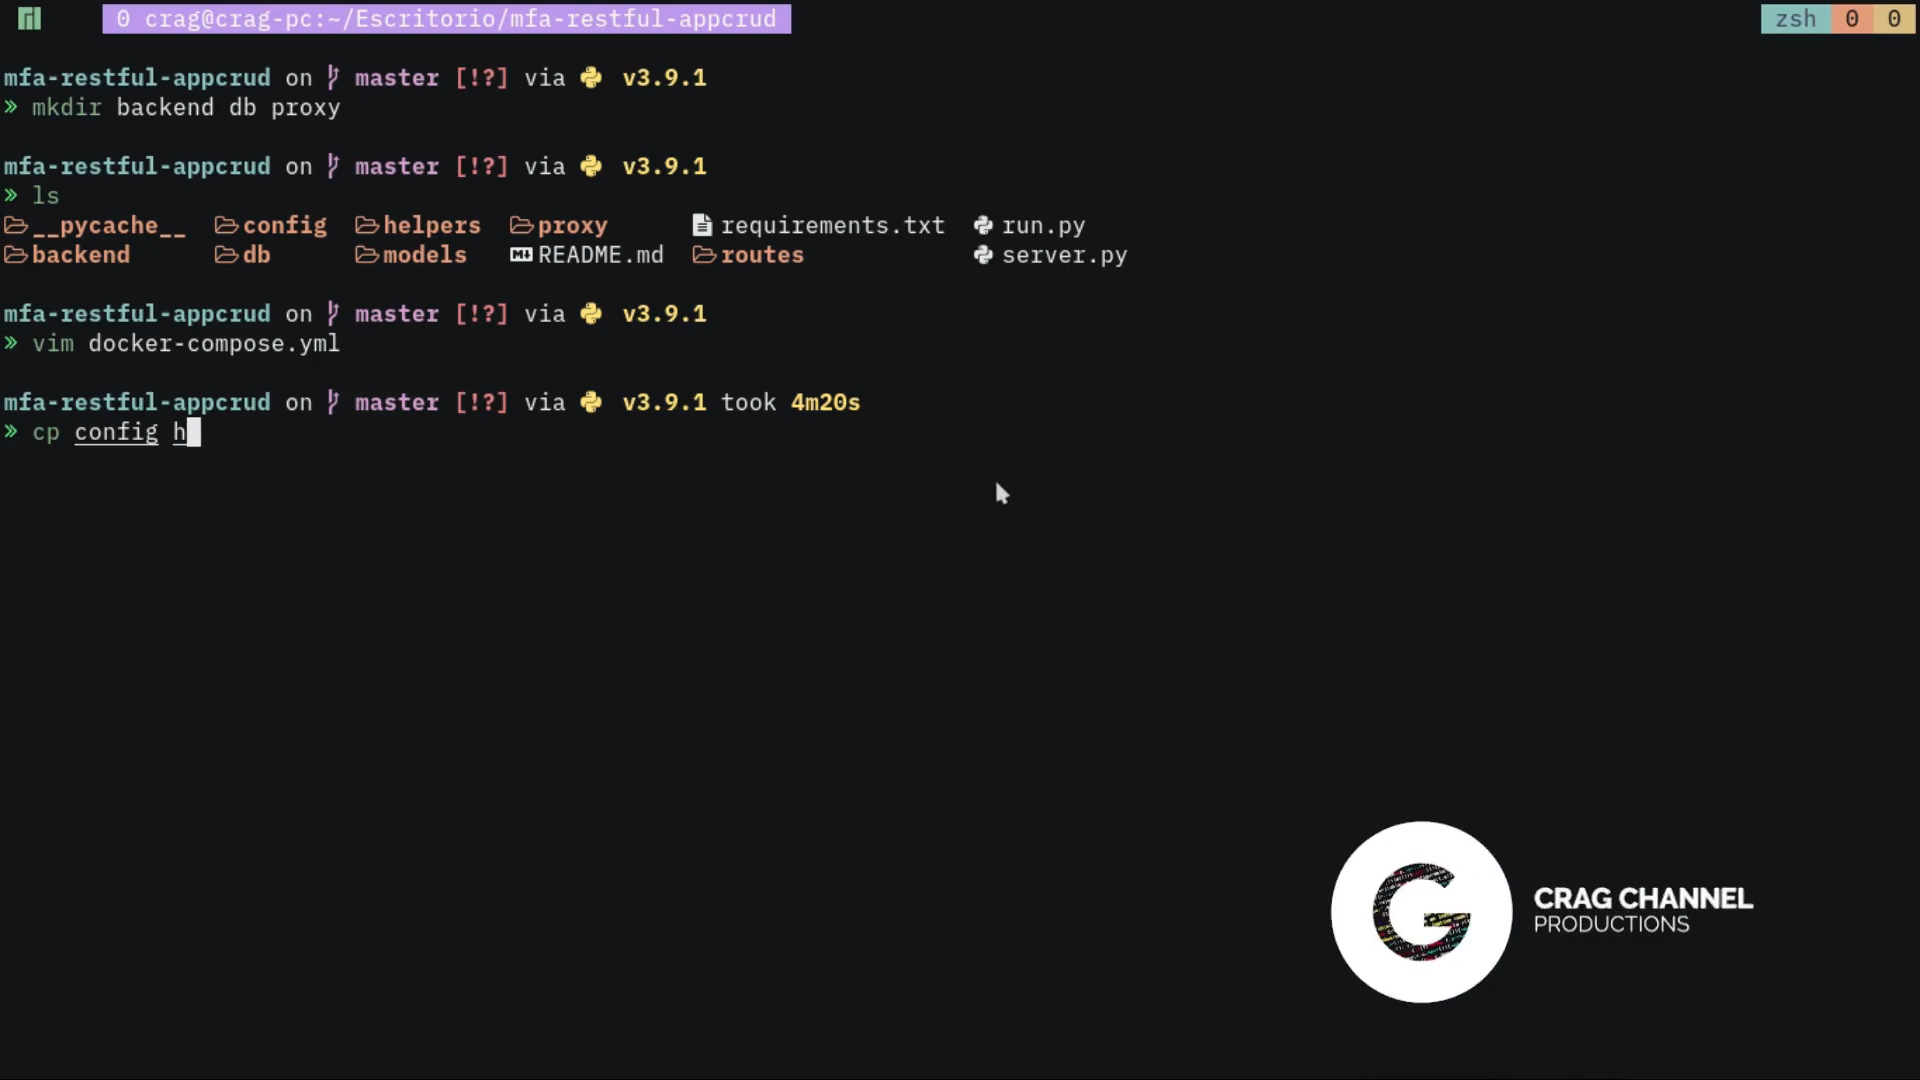 0 crag@crag-pc:~/Escritorio/mfa-restful-appcrud zsh 0 0
mfa-restful-appcrud on master [!?] via v3.9.1
» mkdir backend db proxy
mfa-restful-appcrud on master [!?] via v3.9.1
» ls
__pycache__ config helpers proxy requirements.txt run.py
backend db models README.md routes server.py
mfa-restful-appcrud on master [!?] via v3.9.1
» vim docker-compose.yml
mfa-restful-appcrud on master [!?] via v3.9.1 took 4m20s
» cp config h
CRAG CHANNEL
PRODUCTIONS